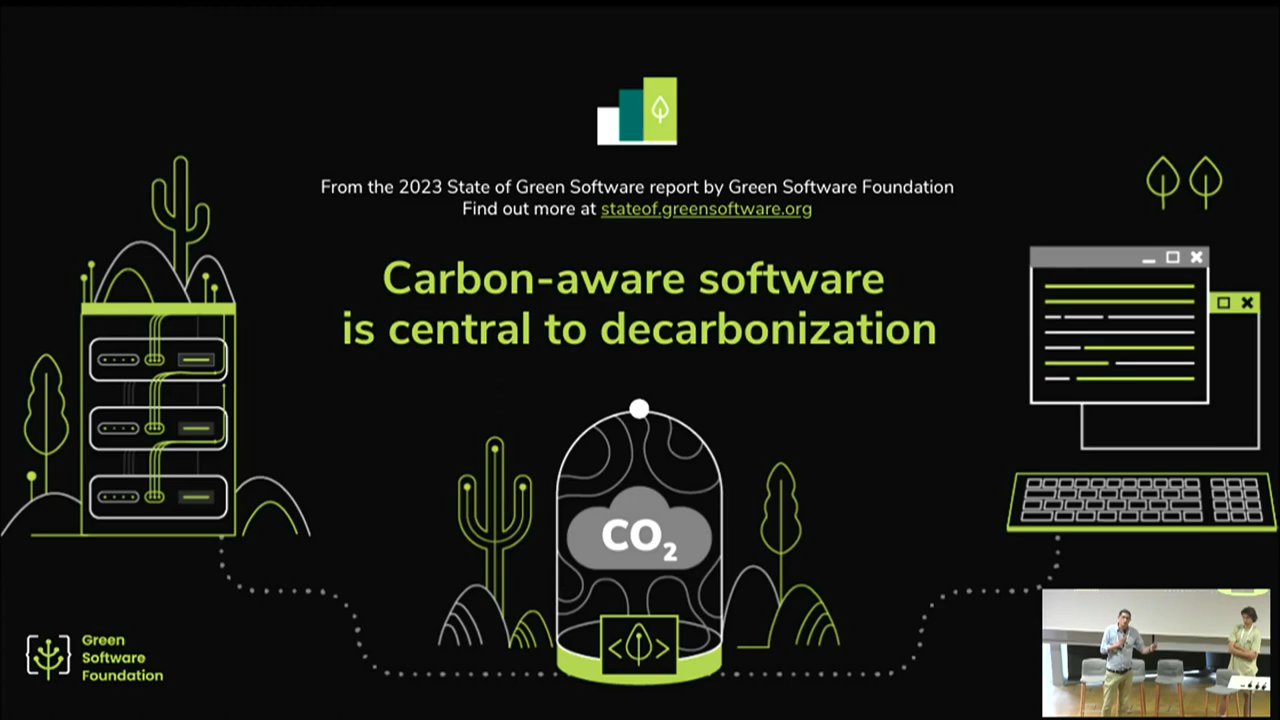 From the 2023 State of Green Software report by Green Software Foundation
Find out more at stateof.greensoftware.org
Carbon-aware software
is central to decarbonization
CO2
< >
Green
Software
Foundation